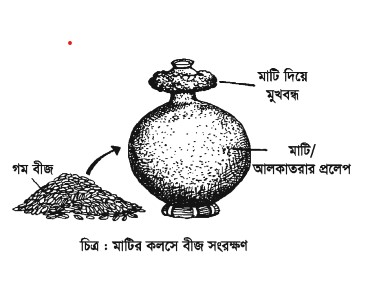 মাটি দিয়ে
মুখবন্ধ
মাটি/
আলকাতরার প্রলেপ
গম বীজ
চিত্র : মাটির কলসে বীজ সংরক্ষণ